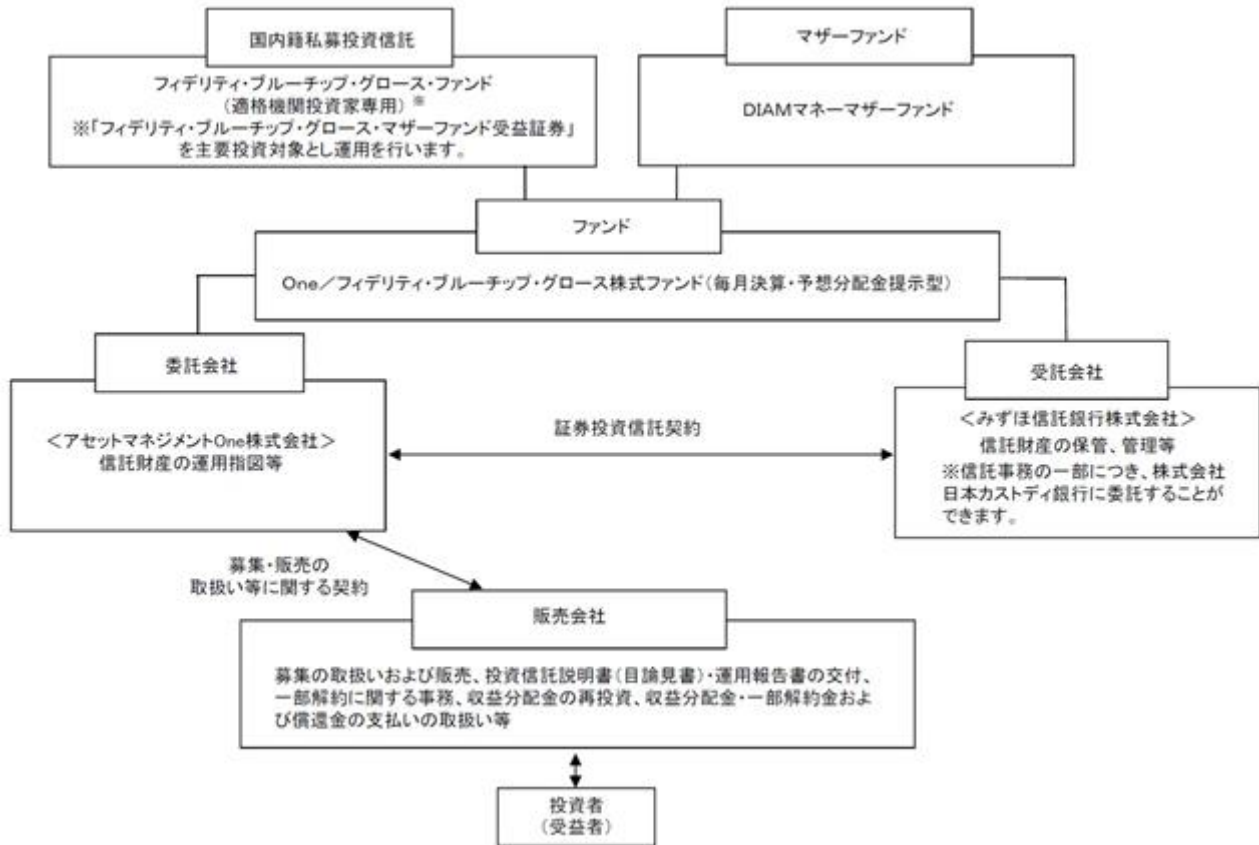 国内籍私募投資信託
フィデリティ・ブルーチップ・グロース・ファンド
(適格機関投資家専用) ※
※「フィデリティ・ブルーチップ・グロース・マザーファンド受益証券」
を主要投資対象とし運用を行います。
マザーファンド
DIAMマネーマザーファンド
ファンド
One/フィデリティ・ブルーチップ・グロース株式ファンド(毎月決算・予想分配金提示型)
委託会社
<アセットマネジメントOne株式会社>
信託財産の運用指図等
証券投資信託契約
受託会社
<みずほ信託銀行株式会社>
信託財産の保管、管理等
※信託事務の一部につき、株式会社
日本カストディ銀行に委託することが
できます。
募集・販売の
取扱い等に関する契約
販売会社
募集の取扱いおよび販売、投資信託説明書(目論見書)・運用報告書の交付、
一部解約に関する事務、収益分配金の再投資、収益分配金・一部解約金およ
び償還金の支払いの取扱い等
投資者
(受益者)